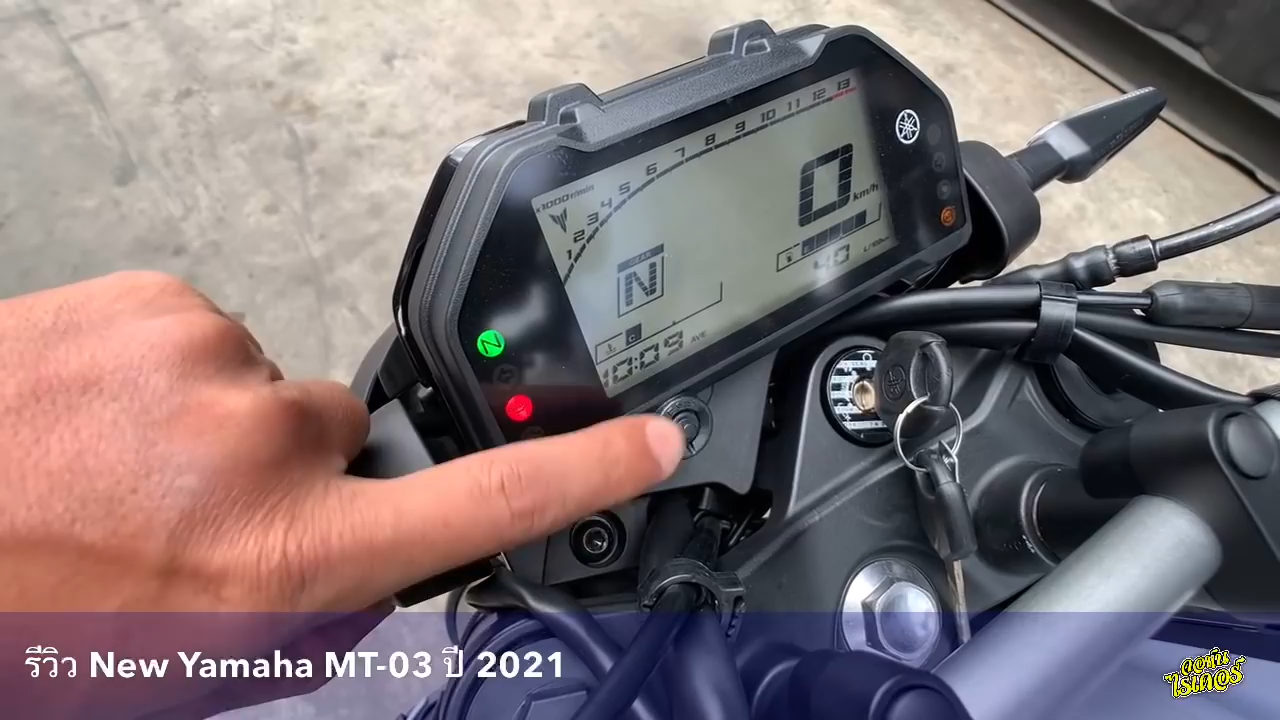 x1000r/min
1 2 3 4 5 6 7 8 9 10 11 12 13
0 km/h
GEAR
N
40
C
10:09 AVE
N
รีวิว New Yamaha MT-03 ปี 2021